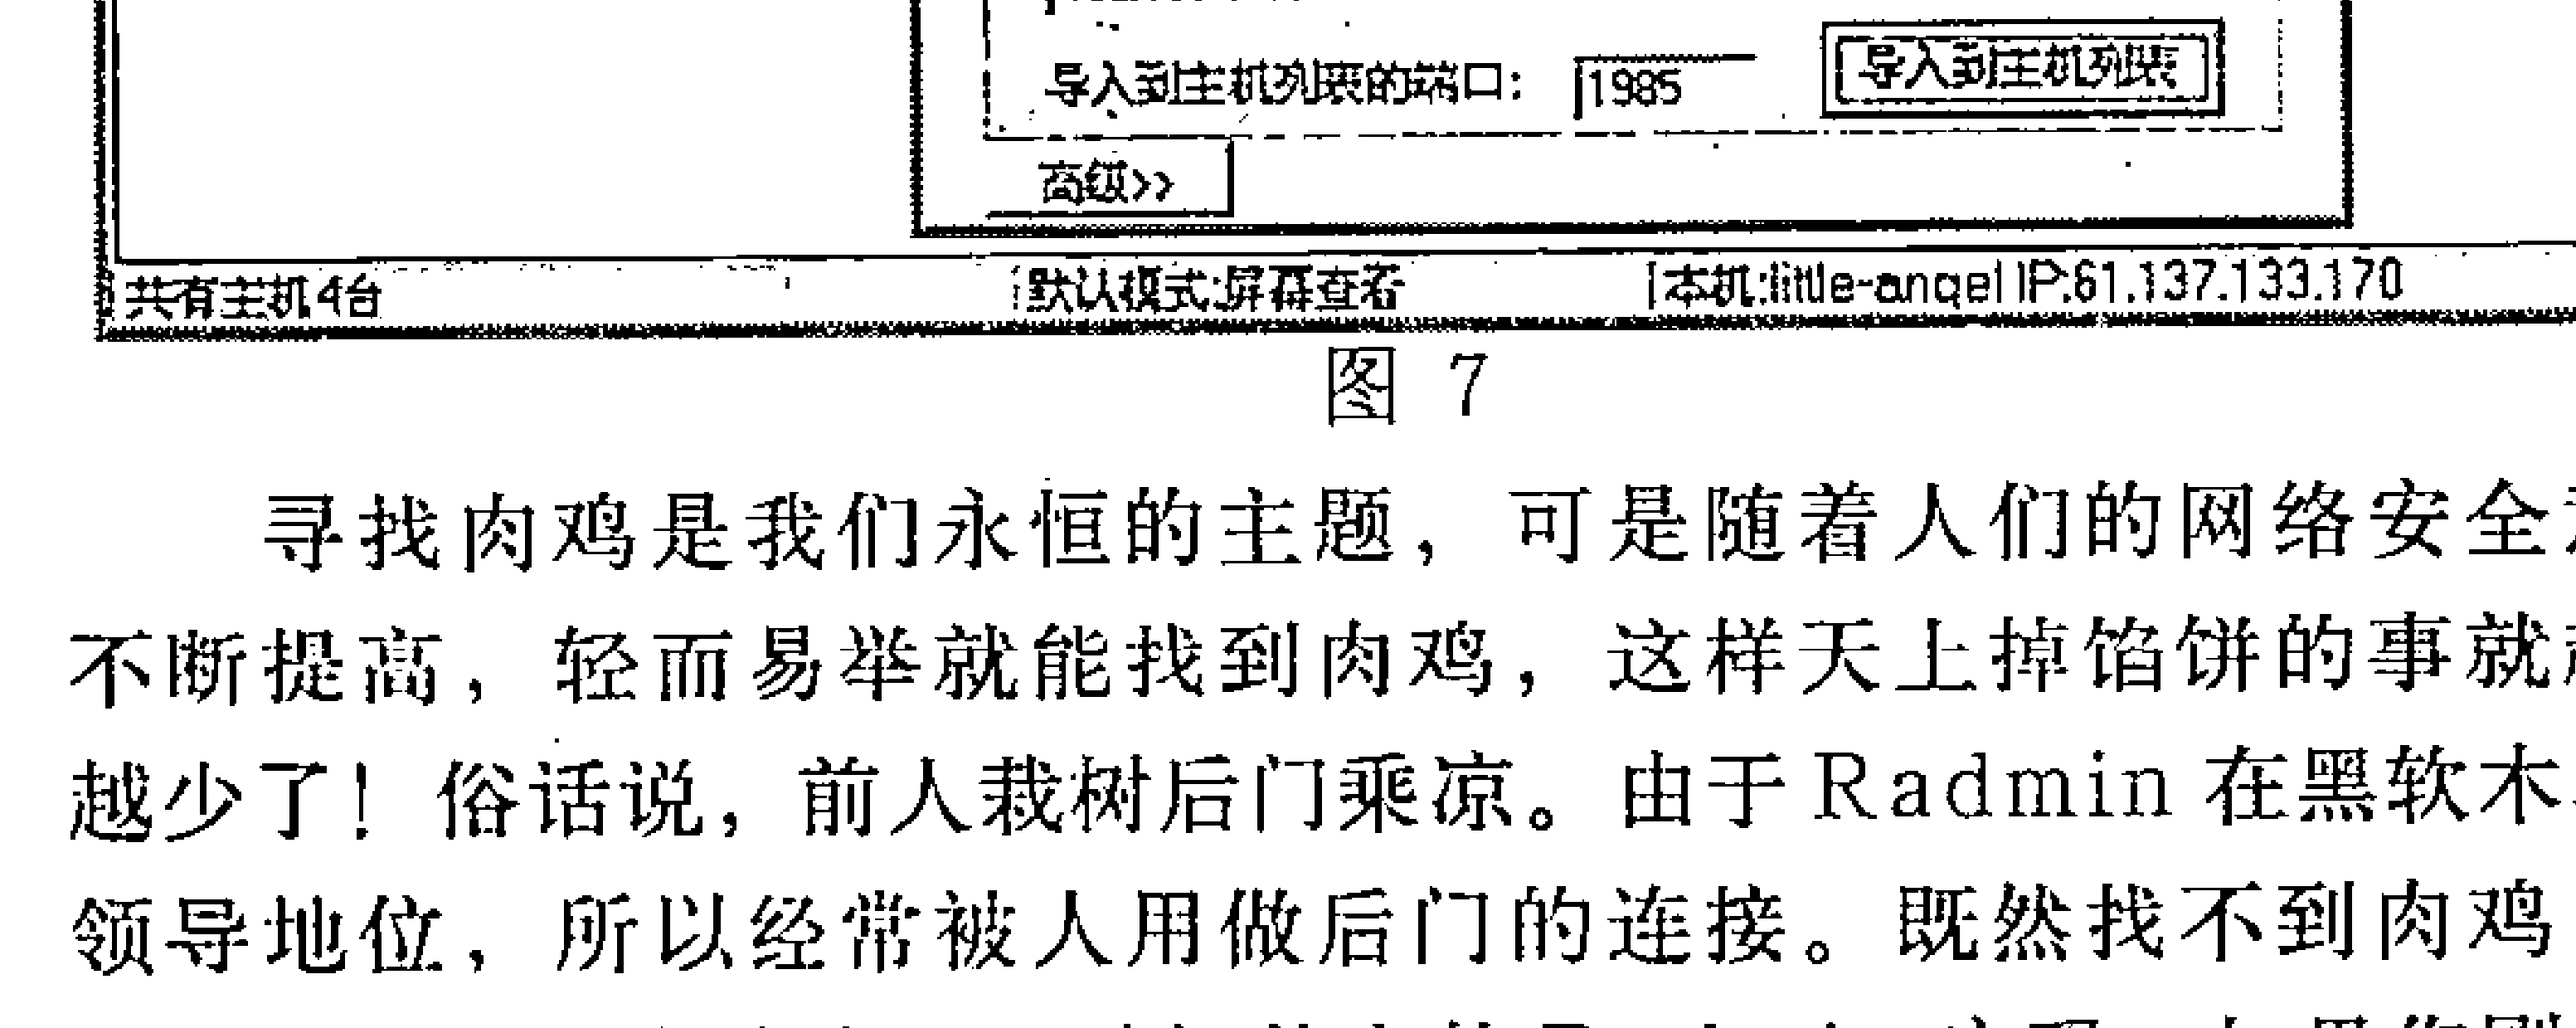 导入到主机列表的端口： 1985 导入到主机列表
高级>>
共有主机4台 默认模式:屏幕查看 本机:little-angel IP:61.137.133.170
图 7
寻找肉鸡是我们永恒的主题，可是随着人们的网络安全
不断提高，轻而易举就能找到肉鸡，这样天上掉馅饼的事就
越少了！俗话说，前人栽树后门乘凉。由于Radmin在黑软木
领导地位，所以经常被人用做后门的连接。既然找不到肉鸡